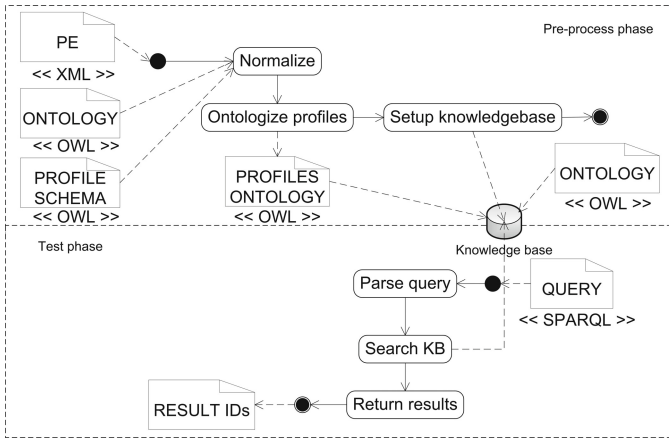 Pre-process phase
PE
<< XML >>
Normalize
ONTOLOGY
<< OWL >>
Ontologize profiles
Setup knowledgebase
PROFILE
SCHEMA
<< OWL >>
PROFILES
ONTOLOGY
<< OWL >>
ONTOLOGY
<< OWL >>
Knowledge base
Test phase
Parse query
QUERY
<< SPARQL >>
Search KB
Return results
RESULT IDs